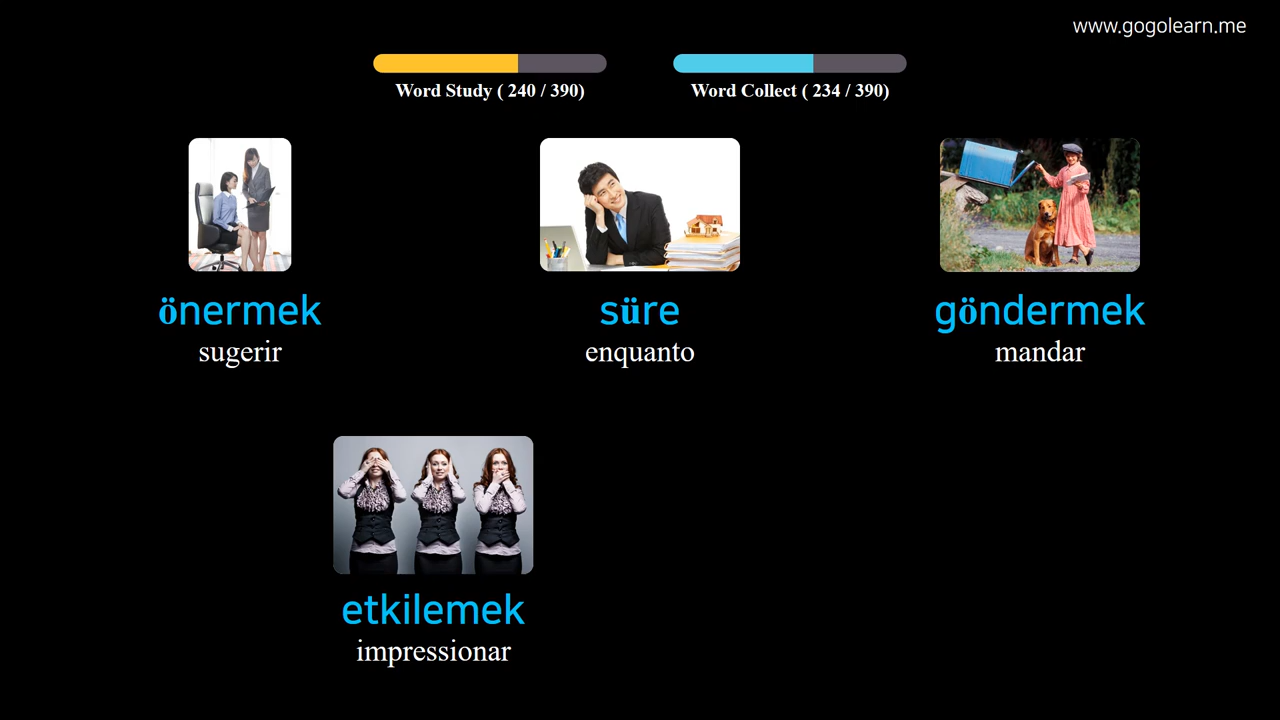 www.gogolearn.me
Word Study ( 240 / 390)
Word Collect ( 234 / 390)
önermek
sugerir
süre
enquanto
göndermek
mandar
etkilemek
impressionar